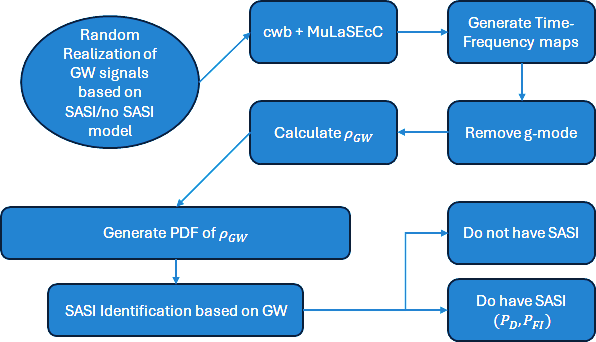 Random
Realization of
GW signals
based on
SASI/no SASI
model
cwb + MuLaSEcC
Generate Time-
Frequency maps
Remove g-mode
Calculate ρ_GW
Generate PDF of ρ_GW
SASI Identification based on GW
Do not have SASI
Do have SASI
(P_D, P_FI)